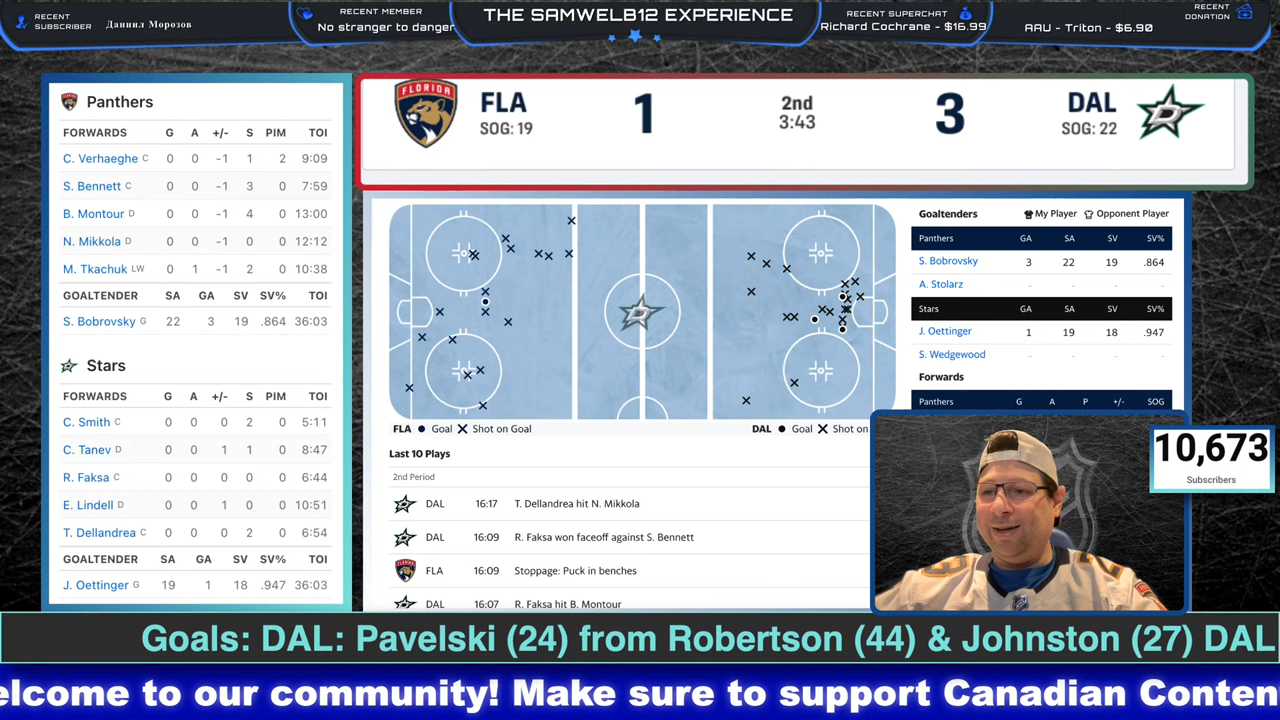 RECENT SUBSCRIBER
Даниил Морозов
RECENT MEMBER
No stranger to danger
THE SAMWELB12 EXPERIENCE
RECENT SUPERCHAT
Richard Cochrane - $16.99
RECENT DONATION
AAU - Triton - $6.90
Panthers
FORWARDS G A +/- S PIM TOI
C. Verhaeghe C 0 0 -1 1 2 9:09
S. Bennett C 0 0 -1 3 0 7:59
B. Montour D 0 0 -1 4 0 13:00
N. Mikkola D 0 0 -1 0 0 12:12
M. Tkachuk LW 0 1 -1 2 0 10:38
GOALTENDER SA GA SV SV% TOI
S. Bobrovsky G 22 3 19 .864 36:03
Stars
FORWARDS G A +/- S PIM TOI
C. Smith C 0 0 0 2 0 5:11
C. Tanev D 0 0 1 1 0 8:47
R. Faksa C 0 0 0 0 0 6:44
E. Lindell D 0 0 1 0 0 10:51
T. Dellandrea C 0 0 0 2 0 6:54
GOALTENDER SA GA SV SV% TOI
J. Oettinger G 19 1 18 .947 36:03
FLORIDA
FLA
SOG: 19
1
2nd
3:43
3
DAL
SOG: 22
FLA Goal Shot on Goal
DAL Goal Shot on
Last 10 Plays
2nd Period
DAL 16:17 T. Dellandrea hit N. Mikkola
DAL 16:09 R. Faksa won faceoff against S. Bennett
FLA 16:09 Stoppage: Puck in benches
DAL 16:07 R. Faksa hit B. Montour
Goaltenders My Player Opponent Player
Panthers GA SA SV SV%
S. Bobrovsky 3 22 19 .864
A. Stolarz - - - -
Stars GA SA SV SV%
J. Oettinger 1 19 18 .947
S. Wedgewood - - - -
Forwards
Panthers G A P +/- SOG
10,673
Subscribers
Goals: DAL: Pavelski (24) from Robertson (44) & Johnston (27) DAL
elcome to our community! Make sure to support Canadian Conten